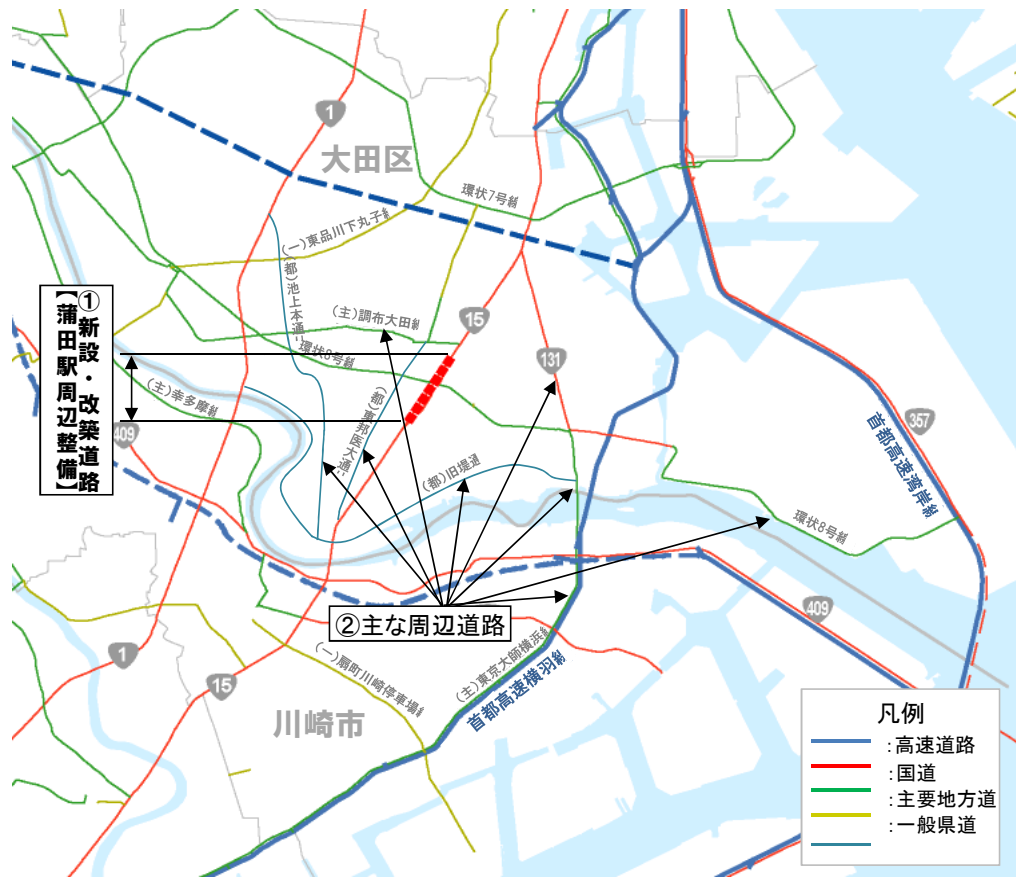 1
大田区
環状7号線
(一)東品川下丸子線
(都)池上本通り
(主)調布大田線
15
131
①新設・改築道路
【蒲田駅周辺整備】
環状8号線
(主)幸多摩線
409
(都)東邦医大通り
(都)旧堤通
357
首都高速湾岸線
環状8号線
②主な周辺道路
409
1
15
(一)扇町川崎停車場線
(主)東京大師横浜線
首都高速横羽線
川崎市
凡例
:高速道路
:国道
:主要地方道
:一般県道